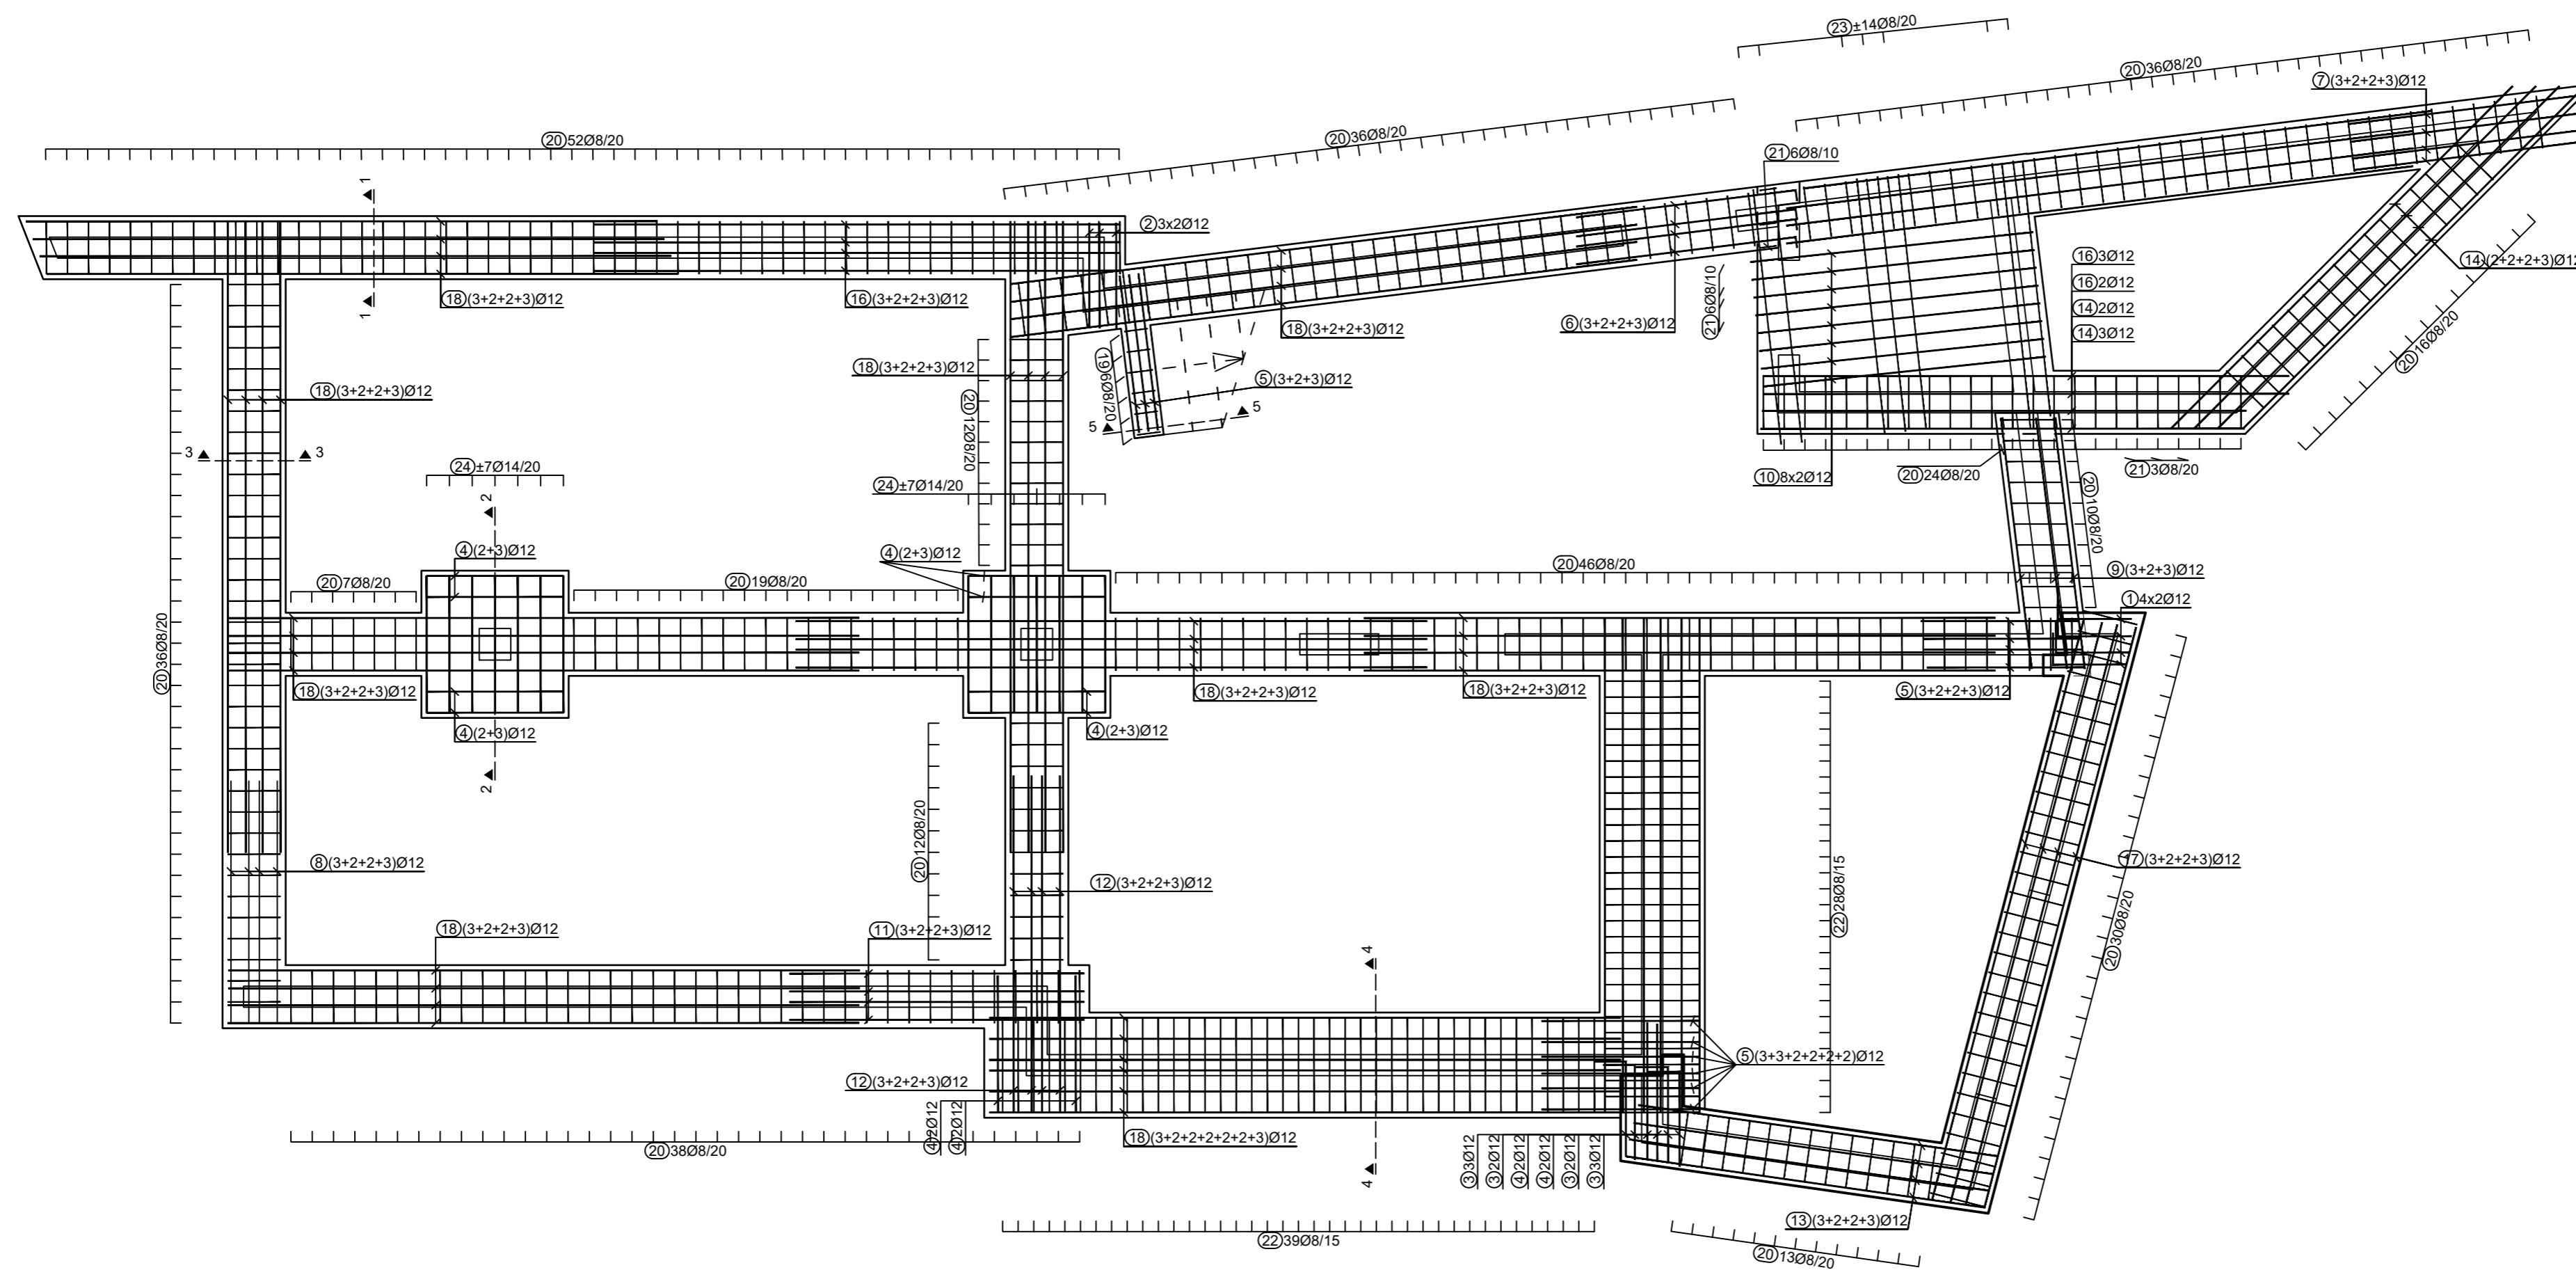 (23)±14Ø8/20
(20)36Ø8/20
(7)(3+2+2+3)Ø12
(20)52Ø8/20
(20)36Ø8/20
(21)6Ø8/10
1
(2)3x2Ø12
(16)3Ø12
(16)2Ø12
(14)2Ø12
(14)3Ø12
(14)(2+2+2+3)Ø12
(18)(3+2+2+3)Ø12
(16)(3+2+2+3)Ø12
1
(18)(3+2+2+3)Ø12
(6)(3+2+2+3)Ø12
(21)6Ø8/10
(20)16Ø8/20
(18)(3+2+2+3)Ø12
(18)(3+2+2+3)Ø12
(19)6Ø8/20
(5)(3+2+3)Ø12
5
5
(20)12Ø8/20
3
3
(24)±7Ø14/20
(24)±7Ø14/20
(10)8x2Ø12
(20)24Ø8/20
(21)3Ø8/20
(20)10Ø8/20
2
(4)(2+3)Ø12
(4)(2+3)Ø12
(20)7Ø8/20
(20)19Ø8/20
(20)46Ø8/20
(9)(3+2+3)Ø12
(1)4x2Ø12
(20)36Ø8/20
(18)(3+2+2+3)Ø12
(18)(3+2+2+3)Ø12
(18)(3+2+2+3)Ø12
(5)(3+2+2+3)Ø12
(4)(2+3)Ø12
(4)(2+3)Ø12
2
(20)12Ø8/20
(8)(3+2+2+3)Ø12
(12)(3+2+2+3)Ø12
(22)28Ø8/15
(17)(3+2+2+3)Ø12
(20)30Ø8/20
(18)(3+2+2+3)Ø12
(11)(3+2+2+3)Ø12
4
(5)(3+3+2+2+2+2)Ø12
(12)(3+2+2+3)Ø12
(4)2Ø12
(4)2Ø12
(18)(3+2+2+2+2+2+3)Ø12
(20)38Ø8/20
4
(3)3Ø12
(3)2Ø12
(4)2Ø12
(4)2Ø12
(3)2Ø12
(3)3Ø12
(13)(3+2+2+3)Ø12
(22)39Ø8/15
(20)13Ø8/20